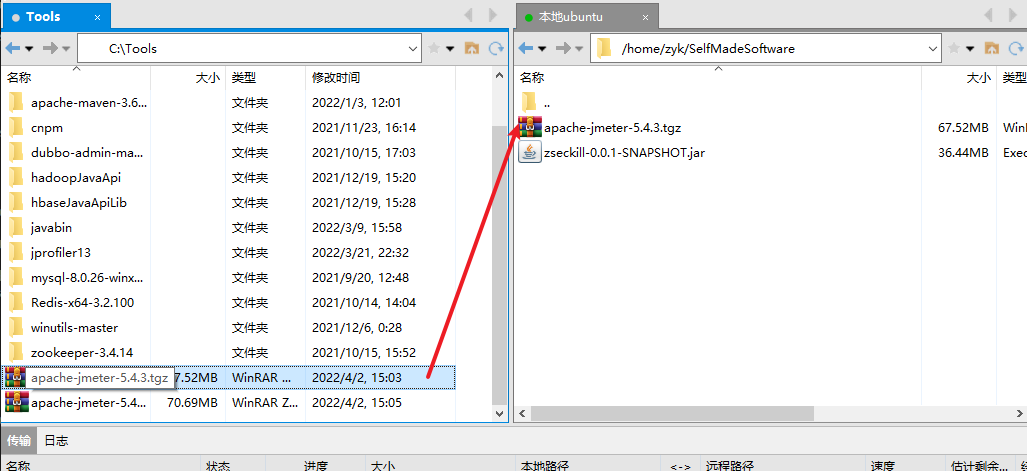 Tools ×
本地ubuntu ×
C:\Tools
/home/zyk/SelfMadeSoftware
名称 大小 类型 修改时间
apache-maven-3.6... 文件夹 2022/1/3, 12:01
cnpm 文件夹 2021/11/23, 16:14
dubbo-admin-ma... 文件夹 2021/10/15, 17:03
hadoopJavaApi 文件夹 2021/12/19, 15:20
hbaseJavaApiLib 文件夹 2021/12/19, 15:28
javabin 文件夹 2022/3/9, 15:58
jprofiler13 文件夹 2022/3/21, 22:32
mysql-8.0.26-winx... 文件夹 2021/9/20, 12:48
Redis-x64-3.2.100 文件夹 2021/10/14, 14:04
winutils-master 文件夹 2021/12/6, 0:28
zookeeper-3.4.14 文件夹 2021/10/15, 15:52
apache-jmeter-5.4.3.tgz 7.52MB WinRAR ... 2022/4/2, 15:03
apache-jmeter-5.4... 70.69MB WinRAR Z... 2022/4/2, 15:05
名称 大小 类型
..
apache-jmeter-5.4.3.tgz 67.52MB WinI
zseckill-0.0.1-SNAPSHOT.jar 36.44MB Exec
传输 日志
名称 状态 进度 大小 本地路径 <-> 远程路径 速度 估计剩余...